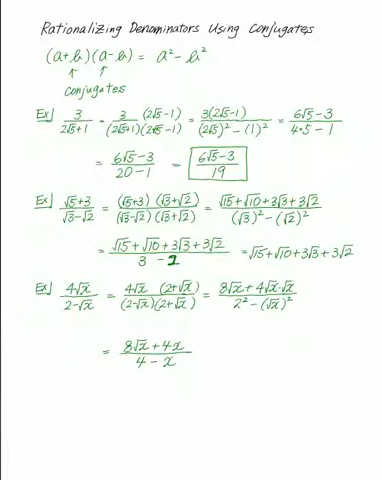 Rationalizing Denominators Using Conjugates
(a+b)(a-b) = a² - b²
↑ ↑
conjugates
Ex] 3/(2√5+1) = 3/(2√5+1) (2√5-1)/(2√5-1) = 3(2√5-1)/((2√5)² - (1)²) = (6√5-3)/(4·5-1)
= (6√5-3)/(20-1) = (6√5-3)/19
Ex] (√5+3)/(√3-√2) = (√5+3)/(√3-√2) (√3+√2)/(√3+√2) = (√15+√10+3√3+3√2)/((√3)² - (√2)²)
= (√15+√10+3√3+3√2)/(3-2) = √15+√10+3√3+3√2
Ex] 4√x/(2-√x) = 4√x/(2-√x) (2+√x)/(2+√x) = (8√x+4√x·√x)/(2²-(√x)²)
= (8√x+4x)/(4-x)